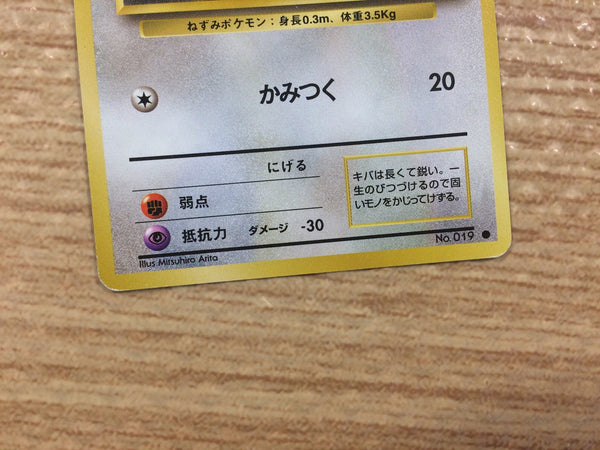 ねずみポケモン：身長0.3m、体重3.5Kg
かみつく 20
にげる
弱点
抵抗力 ダメージ -30
キバは長くて鋭い。一
生のびつづけるので固
いモノをかじってけずる。
Illus Mitsuhiro Arita
No. 019